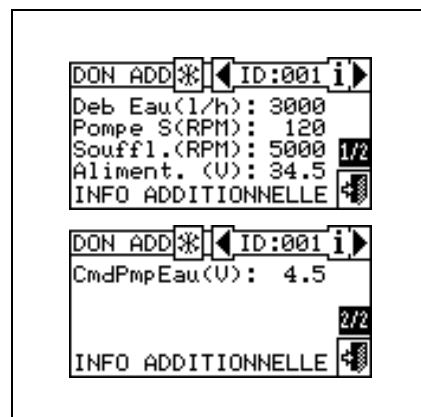 DON ADD ID:001 i
Deb Eau(l/h): 3000
Pompe S(RPM): 120
Souffl.(RPM): 5000 1/2
Aliment. (V): 34.5
INFO ADDITIONNELLE
DON ADD ID:001 i
CmdPmpEau(V): 4.5
2/2
INFO ADDITIONNELLE